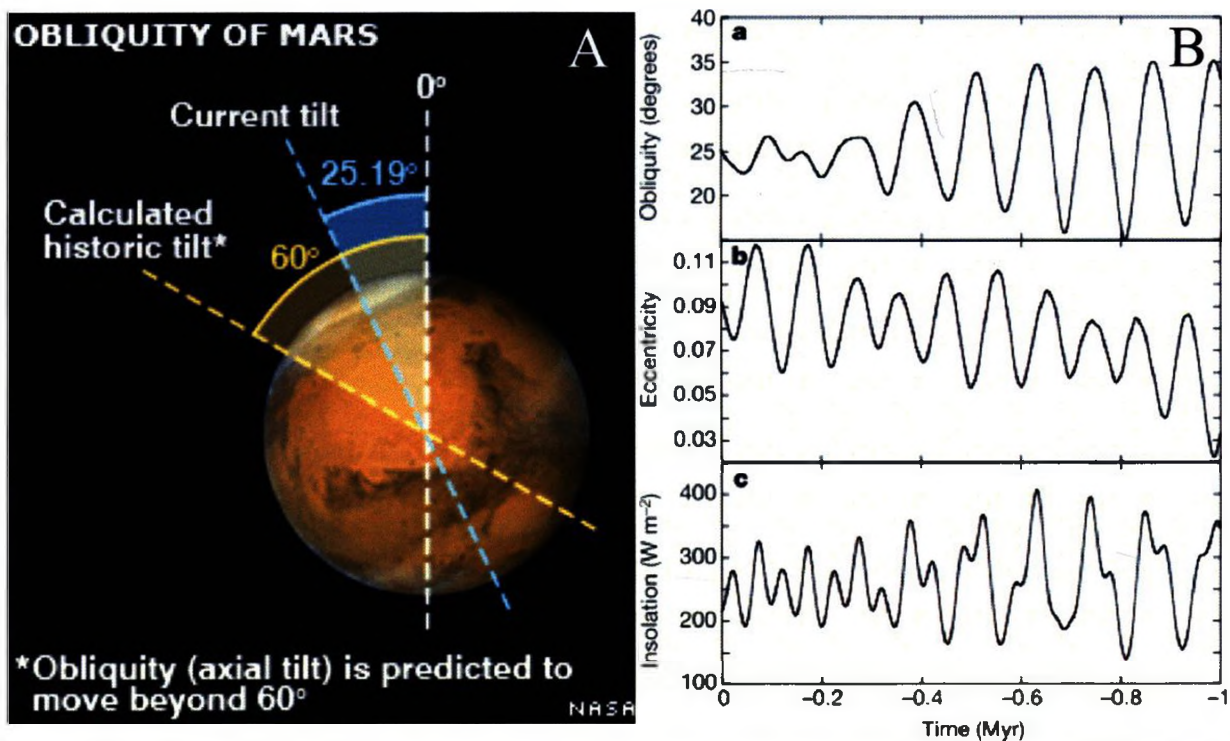 OBLIQUITY OF MARS
A
0°
Current tilt
25.19°
Calculated
historic tilt*
60°
*Obliquity (axial tilt) is predicted to
move beyond 60°
NASA
B
a
Obliquity (degrees)
40
35
30
25
20
b
Eccentricity
0.11
0.09
0.07
0.05
0.03
c
Insolation (W m⁻²)
400
300
200
100
0
−0.2
−0.4
−0.6
−0.8
−1
Time (Myr)